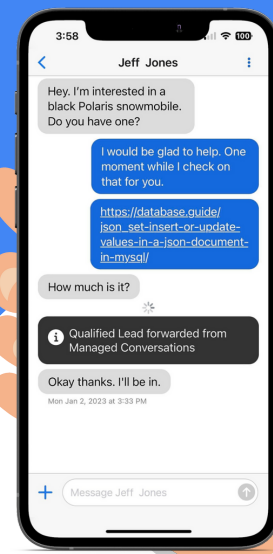 3:58
100
Jeff Jones
Hey. I'm interested in a
black Polaris snowmobile.
Do you have one?
I would be glad to help. One
moment while I check on
that for you.
https://database.guide/
json_set-insert-or-update-
values-in-a-json-document-
in-mysql/
How much is it?
Qualified Lead forwarded from
Managed Conversations
Okay thanks. I'll be in.
Mon Jan 2, 2023 at 3:33 PM
Message Jeff Jones